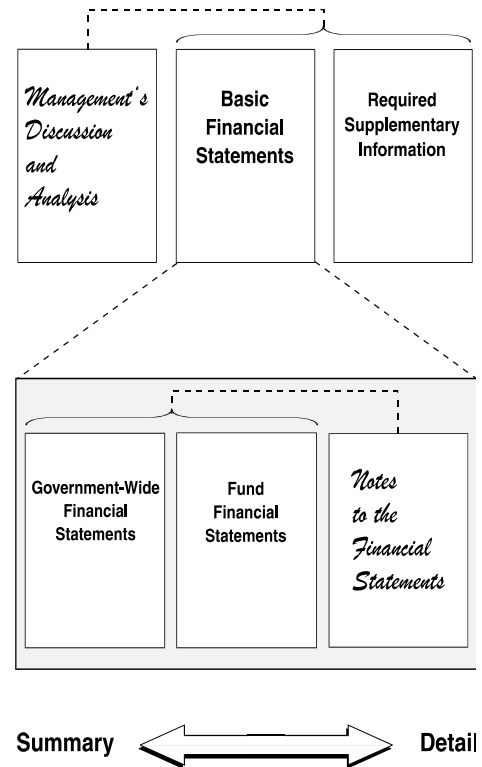 Management's
Discussion
and
Analysis
Basic
Financial
Statements
Required
Supplementary
Information
Government-Wide
Financial
Statements
Fund
Financial
Statements
Notes
to the
Financial
Statements
Summary
Detail